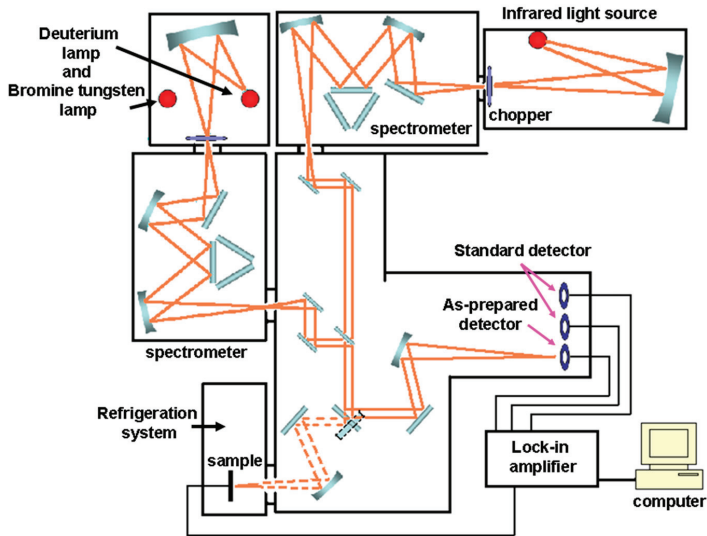 Infrared light source
Deuterium
lamp
and
Bromine tungsten
lamp
spectrometer
chopper
Standard detector
As-prepared
detector
spectrometer
Refrigeration
system
sample
Lock-in
amplifier
computer